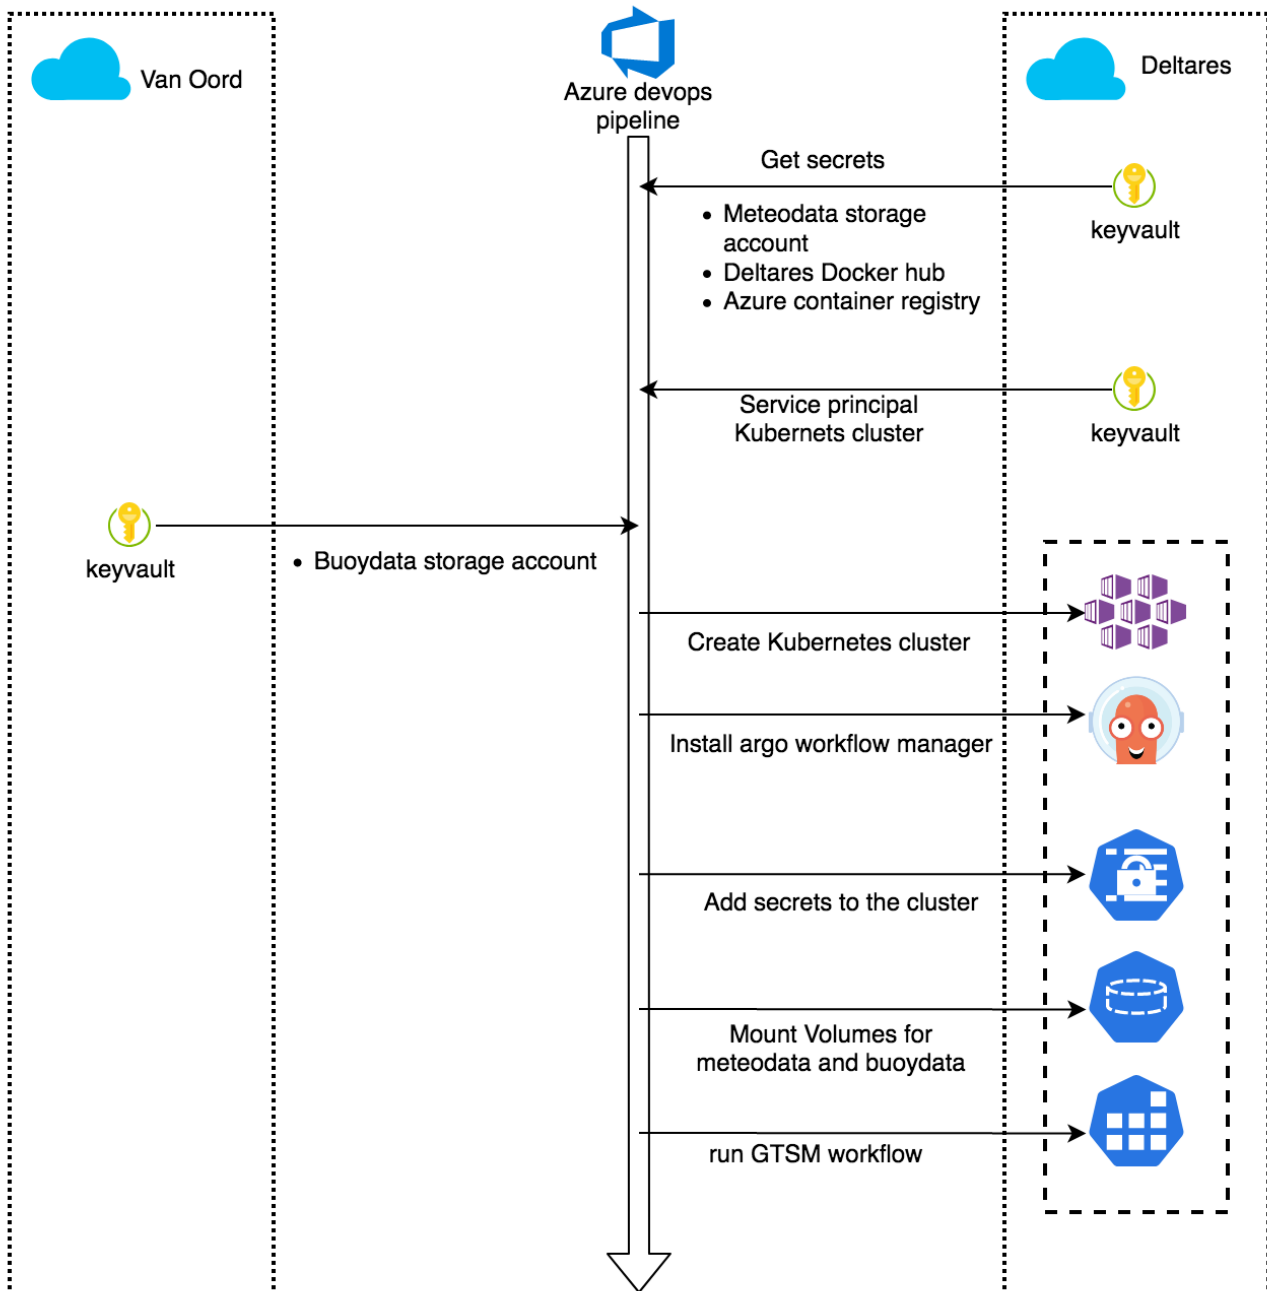 Van Oord
Azure devops
pipeline
Deltares
Get secrets
keyvault
• Meteodata storage
account
• Deltares Docker hub
• Azure container registry
Service principal
Kubernets cluster
keyvault
keyvault
• Buoydata storage account
Create Kubernetes cluster
Install argo workflow manager
Add secrets to the cluster
Mount Volumes for
meteodata and buoydata
run GTSM workflow